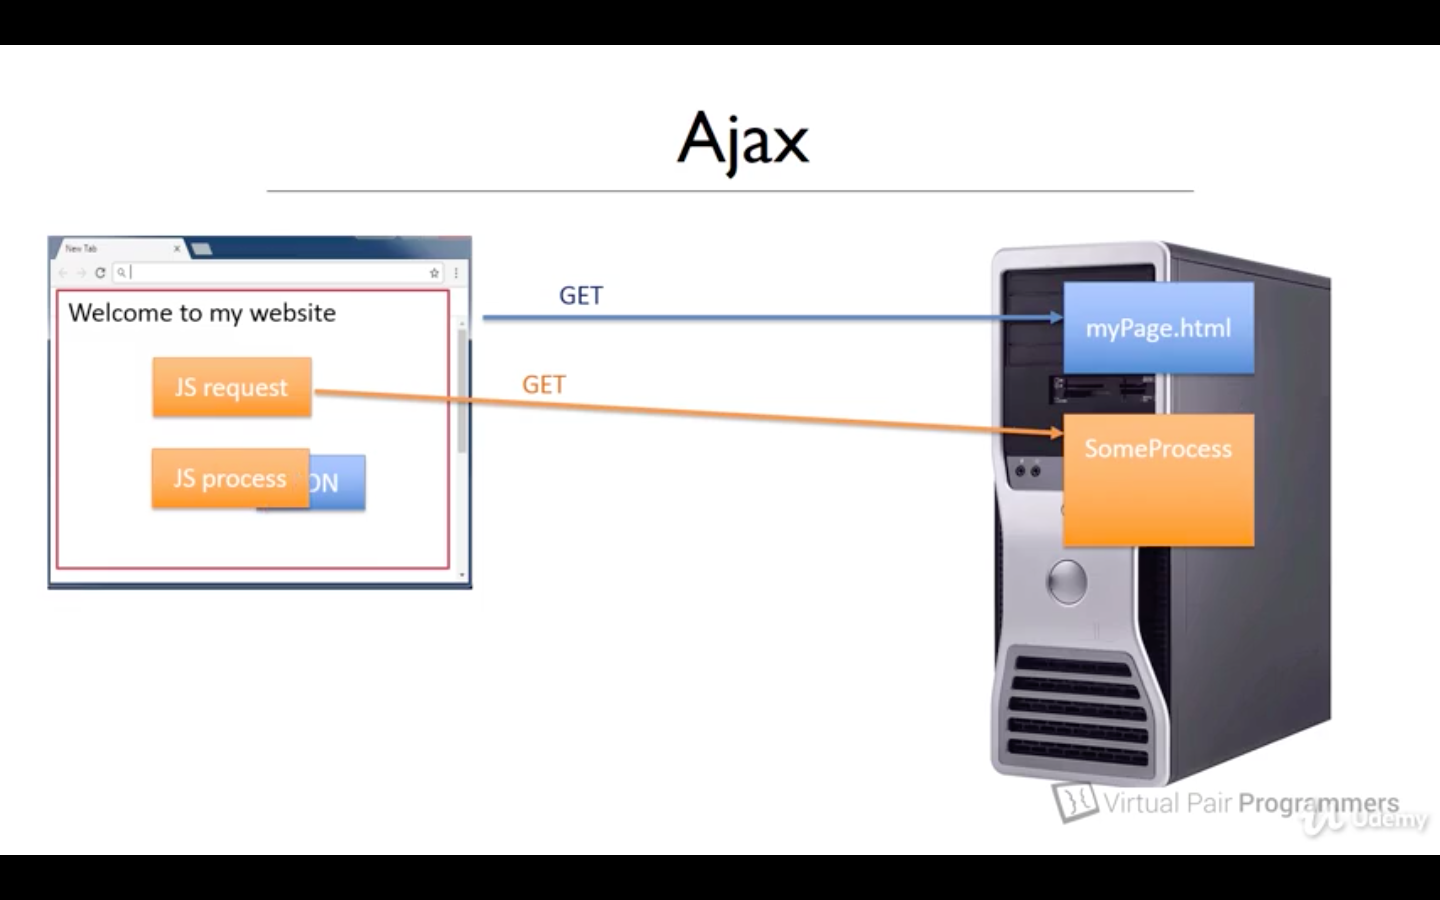 Ajax
New Tab
Welcome to my website
JS request
JS process
ON
GET
GET
myPage.html
SomeProcess
Virtual Pair Programmers
Udemy